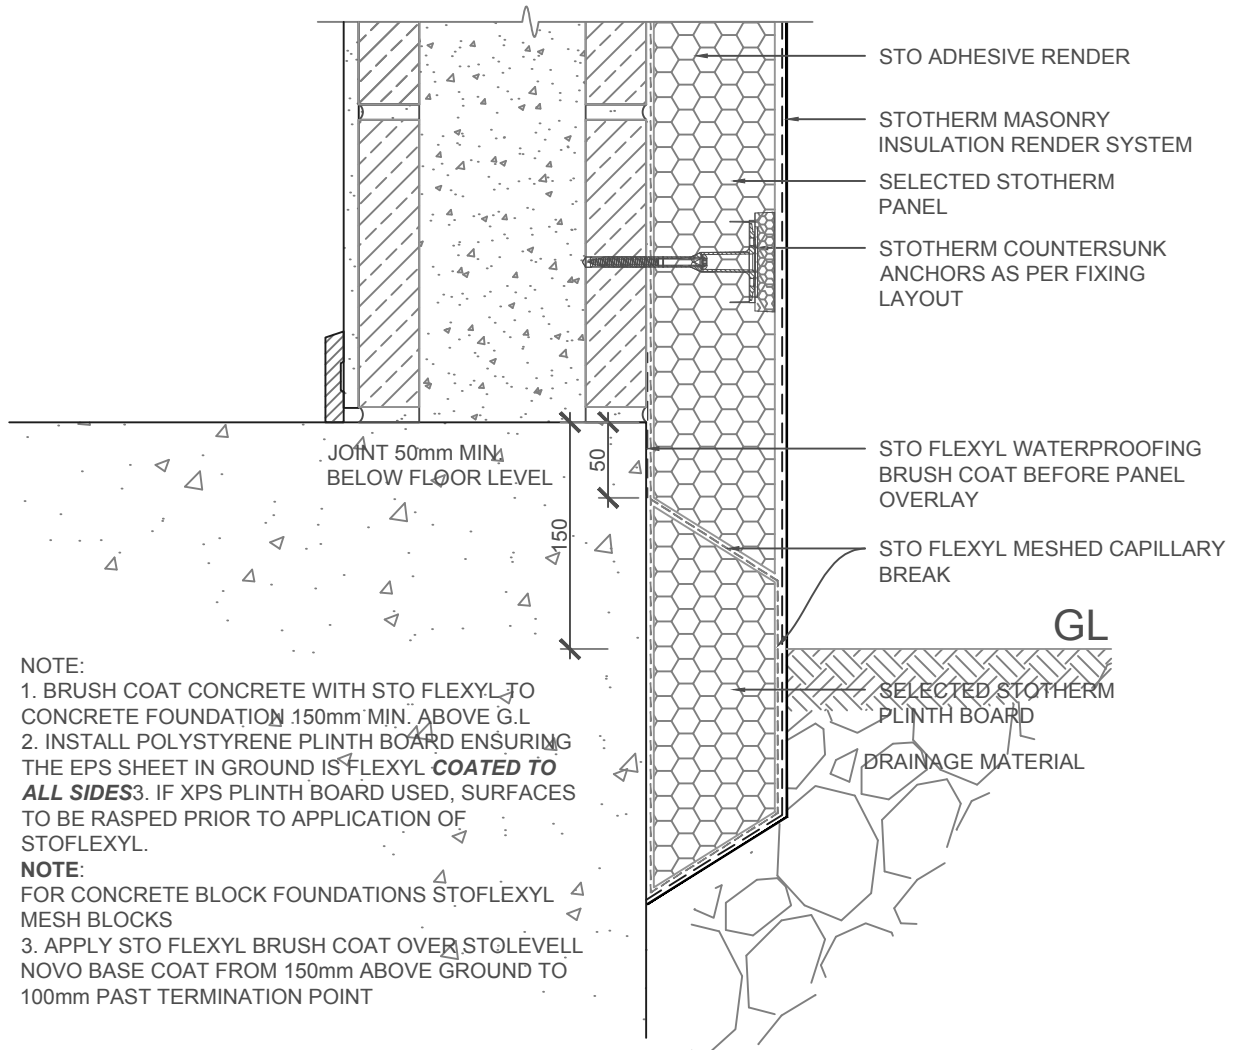 STO ADHESIVE RENDER
STOTHERM MASONRY
INSULATION RENDER SYSTEM
SELECTED STOTHERM
PANEL
STOTHERM COUNTERSUNK
ANCHORS AS PER FIXING
LAYOUT
JOINT 50mm MIN.
BELOW FLOOR LEVEL
50
150
STO FLEXYL WATERPROOFING
BRUSH COAT BEFORE PANEL
OVERLAY
STO FLEXYL MESHED CAPILLARY
BREAK
GL
SELECTED STOTHERM
PLINTH BOARD
DRAINAGE MATERIAL
NOTE:
1. BRUSH COAT CONCRETE WITH STO FLEXYL TO
CONCRETE FOUNDATION 150mm MIN. ABOVE G.L
2. INSTALL POLYSTYRENE PLINTH BOARD ENSURING
THE EPS SHEET IN GROUND IS FLEXYL COATED TO
ALL SIDES3. IF XPS PLINTH BOARD USED, SURFACES
TO BE RASPED PRIOR TO APPLICATION OF
STOFLEXYL.
NOTE:
FOR CONCRETE BLOCK FOUNDATIONS STOFLEXYL
MESH BLOCKS
3. APPLY STO FLEXYL BRUSH COAT OVER STOLEVELL
NOVO BASE COAT FROM 150mm ABOVE GROUND TO
100mm PAST TERMINATION POINT